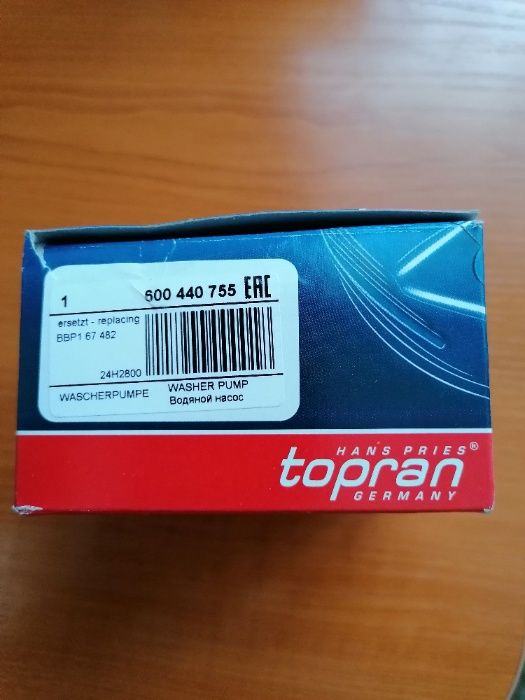 1 600 440 755 EAC
ersetzt - replacing
BBP1 67 482
24H2800
WASCHERPUMPE WASHER PUMP
Водяной насос
HANS PRIES®
topran
GERMANY